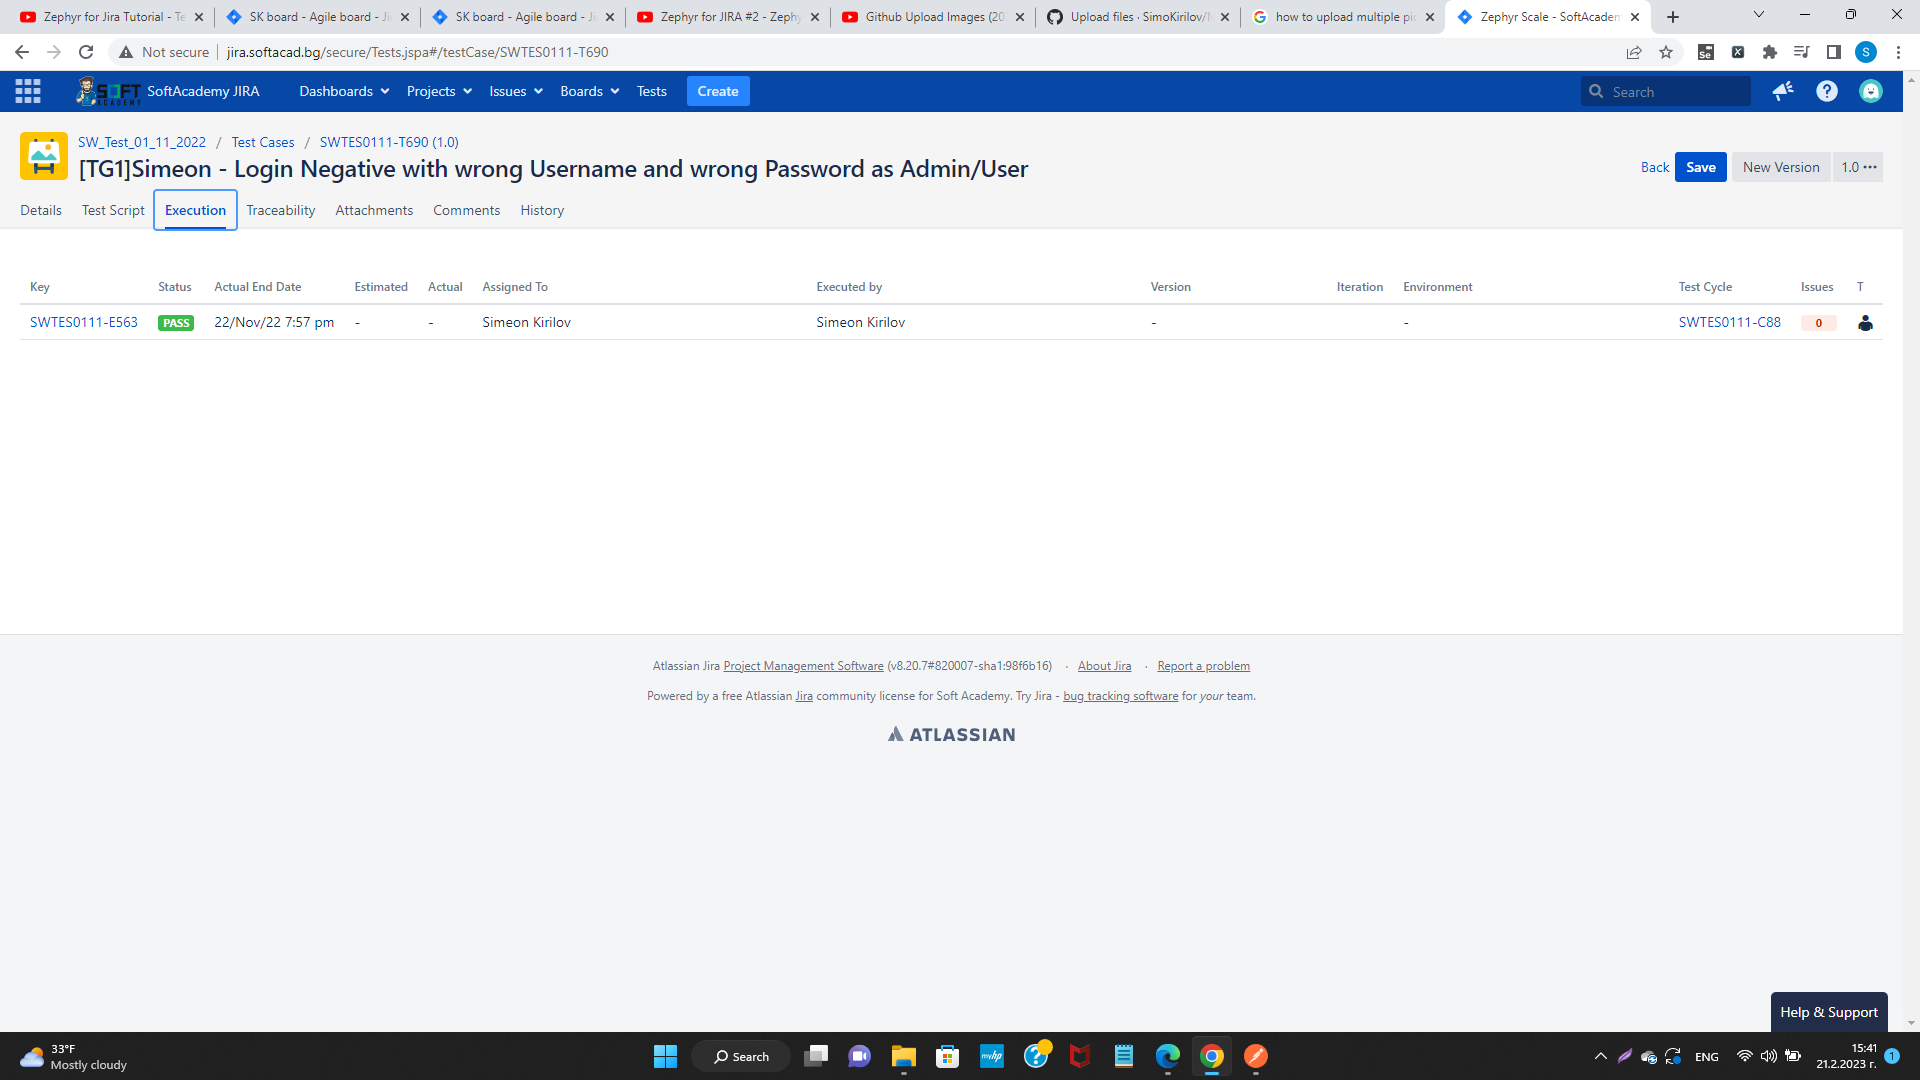 Zephyr for Jira Tutorial - Te
SK board - Agile board - Ji
SK board - Agile board - Ji
Zephyr for JIRA #2 - Zephy
Github Upload Images (20
Upload files · SimoKirilov/
how to upload multiple pi
Zephyr Scale - SoftAcadem
Not secure
jira.softacad.bg/secure/Tests.jspa#/testCase/SWTES0111-T690
SOFT ACADEMY
SoftAcademy JIRA
Dashboards
Projects
Issues
Boards
Tests
Create
Search
SW_Test_01_11_2022 / Test Cases / SWTES0111-T690 (1.0)
[TG1]Simeon - Login Negative with wrong Username and wrong Password as Admin/User
Back
Save
New Version
1.0 •••
Details
Test Script
Execution
Traceability
Attachments
Comments
History
Key Status Actual End Date Estimated Actual Assigned To Executed by Version Iteration Environment Test Cycle Issues T
SWTES0111-E563 PASS 22/Nov/22 7:57 pm - - Simeon Kirilov Simeon Kirilov - - SWTES0111-C88 0
Atlassian Jira Project Management Software (v8.20.7#820007-sha1:98f6b16) · About Jira · Report a problem
Powered by a free Atlassian Jira community license for Soft Academy. Try Jira - bug tracking software for your team.
ATLASSIAN
Help & Support
33°F
Mostly cloudy
Search
myhp
ENG
15:41
21.2.2023 г.
1